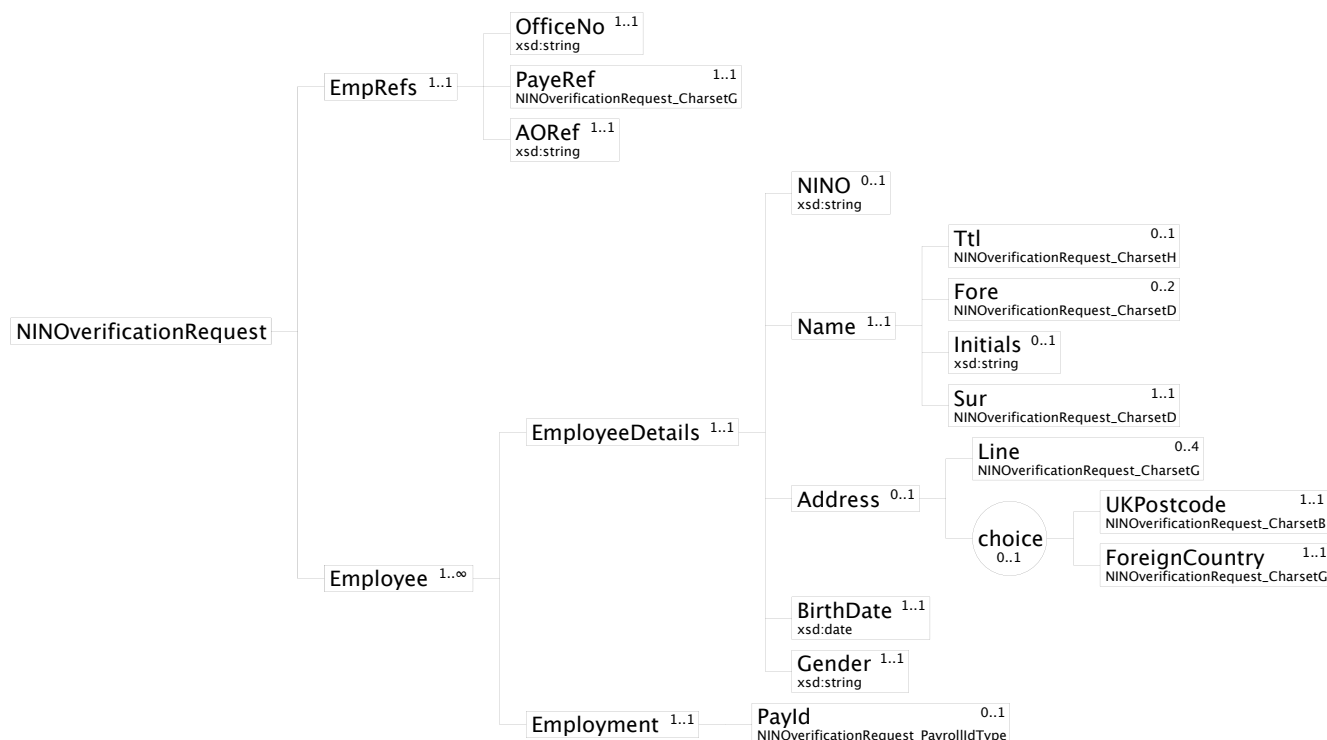 OfficeNo 1..1
xsd:string
EmpRefs 1..1
PayeRef 1..1
NINOverificationRequest_CharsetG
AORef 1..1
xsd:string
NINO 0..1
xsd:string
Ttl 0..1
NINOverificationRequest_CharsetH
Fore 0..2
NINOverificationRequest_CharsetD
NINOverificationRequest
Name 1..1
Initials 0..1
xsd:string
Sur 1..1
NINOverificationRequest_CharsetD
EmployeeDetails 1..1
Line 0..4
NINOverificationRequest_CharsetG
Address 0..1
UKPostcode 1..1
NINOverificationRequest_CharsetB
choice
0..1
ForeignCountry 1..1
NINOverificationRequest_CharsetG
Employee 1..∞
BirthDate 1..1
xsd:date
Gender 1..1
xsd:string
Employment 1..1
PayId 0..1
NINOverificationRequest_PayrollIdType